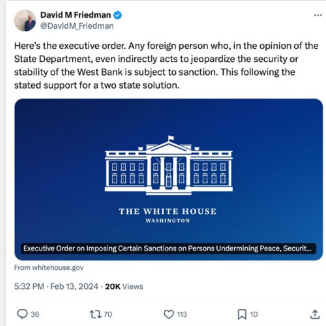 David M Friedman
@DavidM_Friedman
Here's the executive order. Any foreign person who, in the opinion of the
State Department, even indirectly acts to jeopardize the security or
stability of the West Bank is subject to sanction. This following the
stated support for a two state solution.
THE WHITE HOUSE
WASHINGTON
Executive Order on Imposing Certain Sanctions on Persons Undermining Peace, Securit...
From whitehouse.gov
5:32 PM · Feb 13, 2024 · 20K Views
36 70 113 10